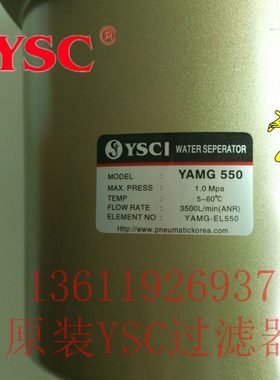 YSC®
YSCI WATER SEPERATOR
MODEL : YAMG 550
MAX. PRESS : 1.0 Mpa
TEMP : 5~60℃
FLOW RATE : 3500L/min(ANR)
ELEMENT NO : YAMG-EL550
Http://www.pneumatickorea.com
13611926937
原装YSC过滤器